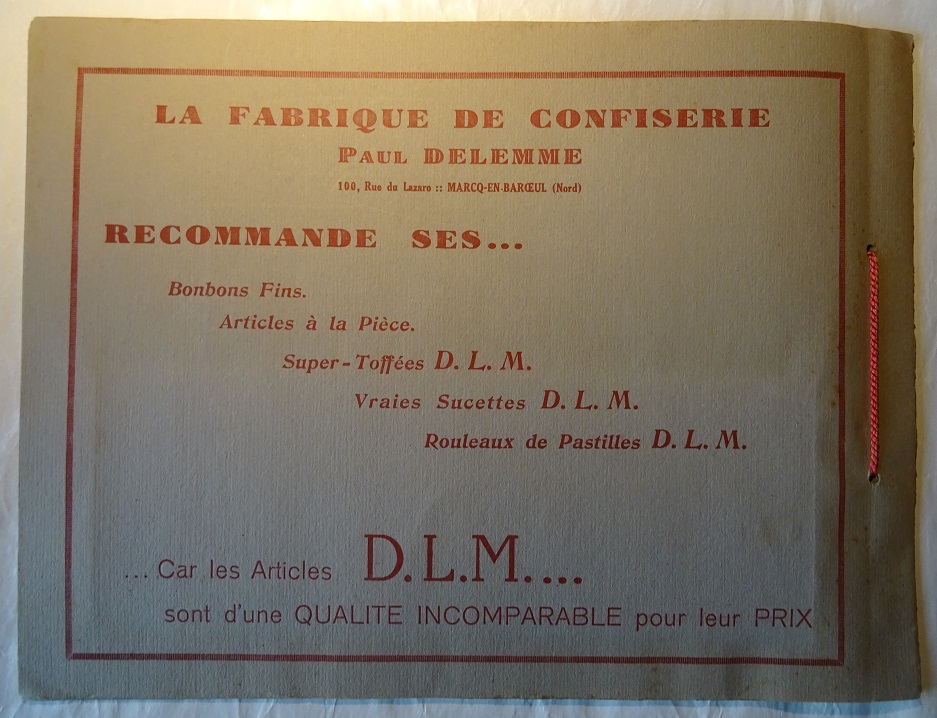 LA FABRIQUE DE CONFISERIE
PAUL DELEMME
100, Rue du Lazaro :: MARCQ-EN-BARŒUL (Nord)
RECOMMANDE SES...
Bonbons Fins.
Articles à la Pièce.
Super-Toffées D. L. M.
Vraies Sucettes D. L. M.
Rouleaux de Pastilles D. L. M.
... Car les Articles D.L.M....
sont d'une QUALITE INCOMPARABLE pour leur PRIX